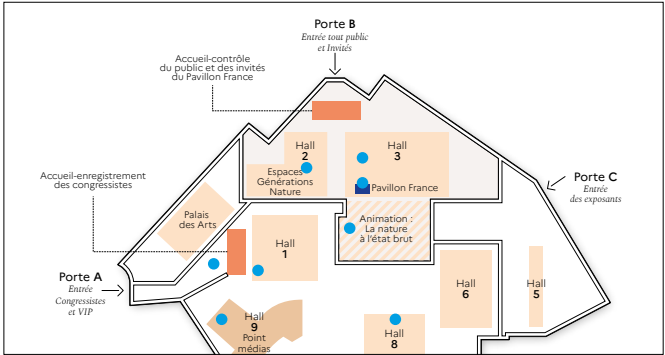 Porte B
Entrée tout public
et Invités
Accueil-contrôle
du public et des invités
du Pavillon France
Hall
2
Hall
3
Espaces
Générations
Nature
Pavillon France
Accueil-enregistrement
des congressistes
Porte C
Entrée
des exposants
Palais
des Arts
Animation :
La nature
à l'état brut
Hall
1
Porte A
Entrée
Congressistes
et VIP
Hall
6
Hall
5
Hall
9
Point
médias
Hall
8